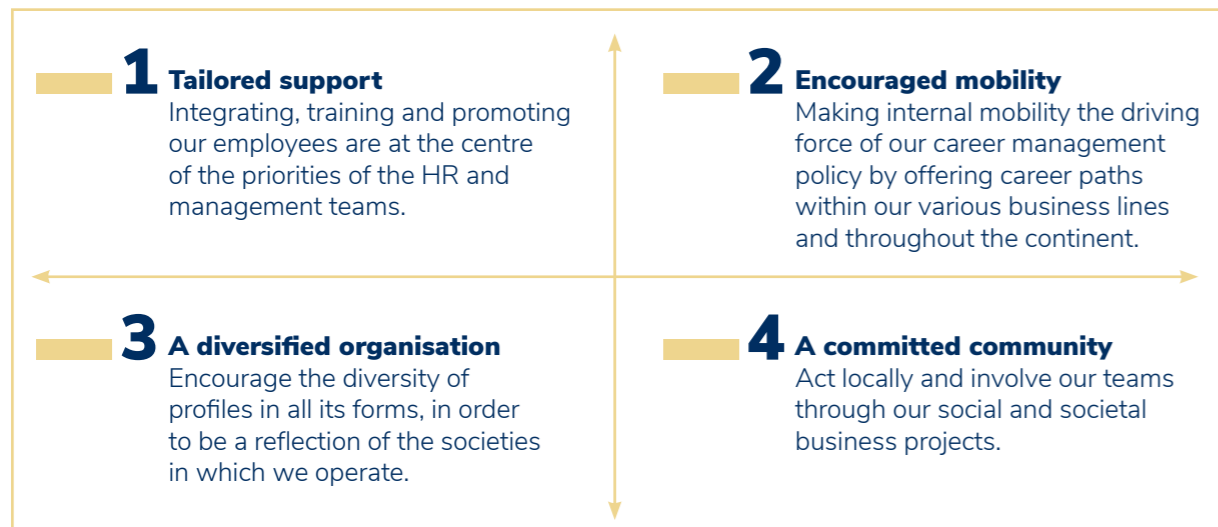 1 Tailored support
Integrating, training and promoting
our employees are at the centre
of the priorities of the HR and
management teams.
2 Encouraged mobility
Making internal mobility the driving
force of our career management
policy by offering career paths
within our various business lines
and throughout the continent.
3 A diversified organisation
Encourage the diversity of
profiles in all its forms, in order
to be a reflection of the societies
in which we operate.
4 A committed community
Act locally and involve our teams
through our social and societal
business projects.